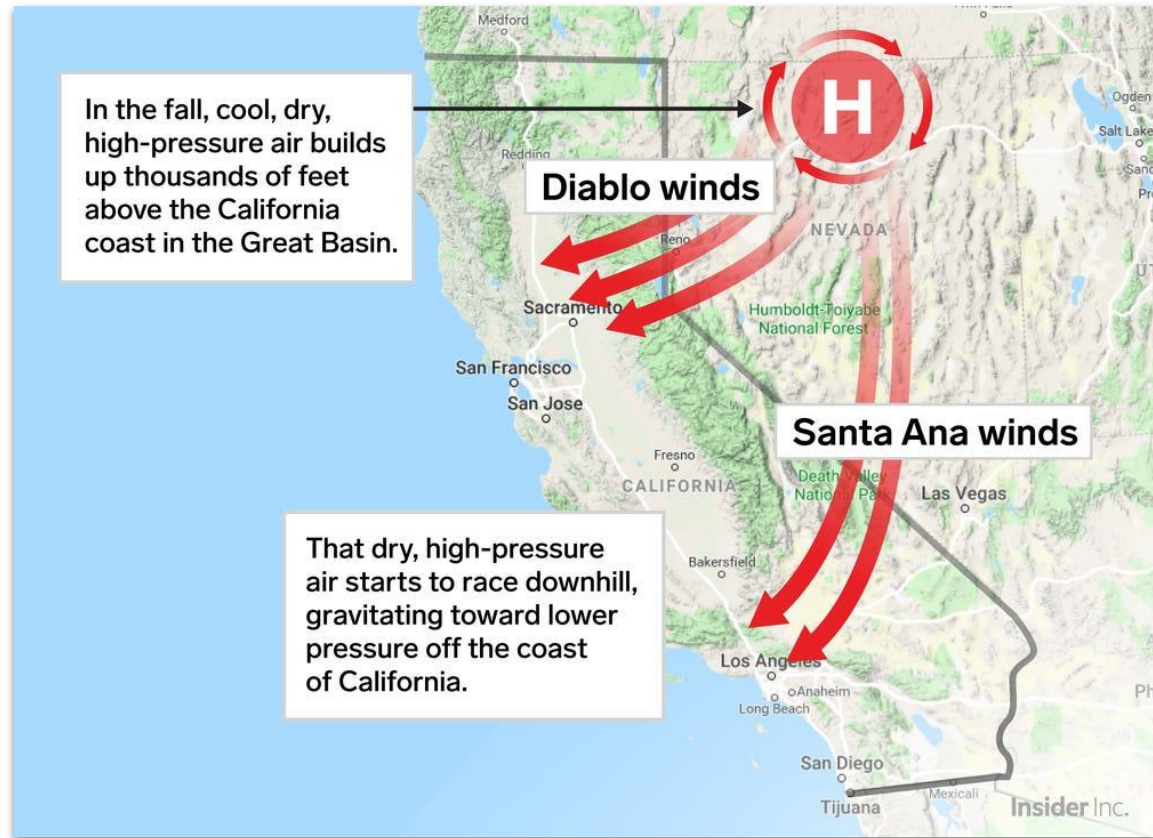 Medford
In the fall, cool, dry,
high-pressure air builds
up thousands of feet
above the California
coast in the Great Basin.
H
Ogden
Salt Lake
Redding
Diablo winds
NEVADA
Reno
Sacramento
Humboldt-Toiyabe
National Forest
San Francisco
San Jose
Santa Ana winds
Fresno
CALIFORNIA
Death Valley
National Park
Las Vegas
That dry, high-pressure
air starts to race downhill,
gravitating toward lower
pressure off the coast
of California.
Bakersfield
Los Angeles
Anaheim
Long Beach
San Diego
Tijuana
Mexicali
Insider Inc.